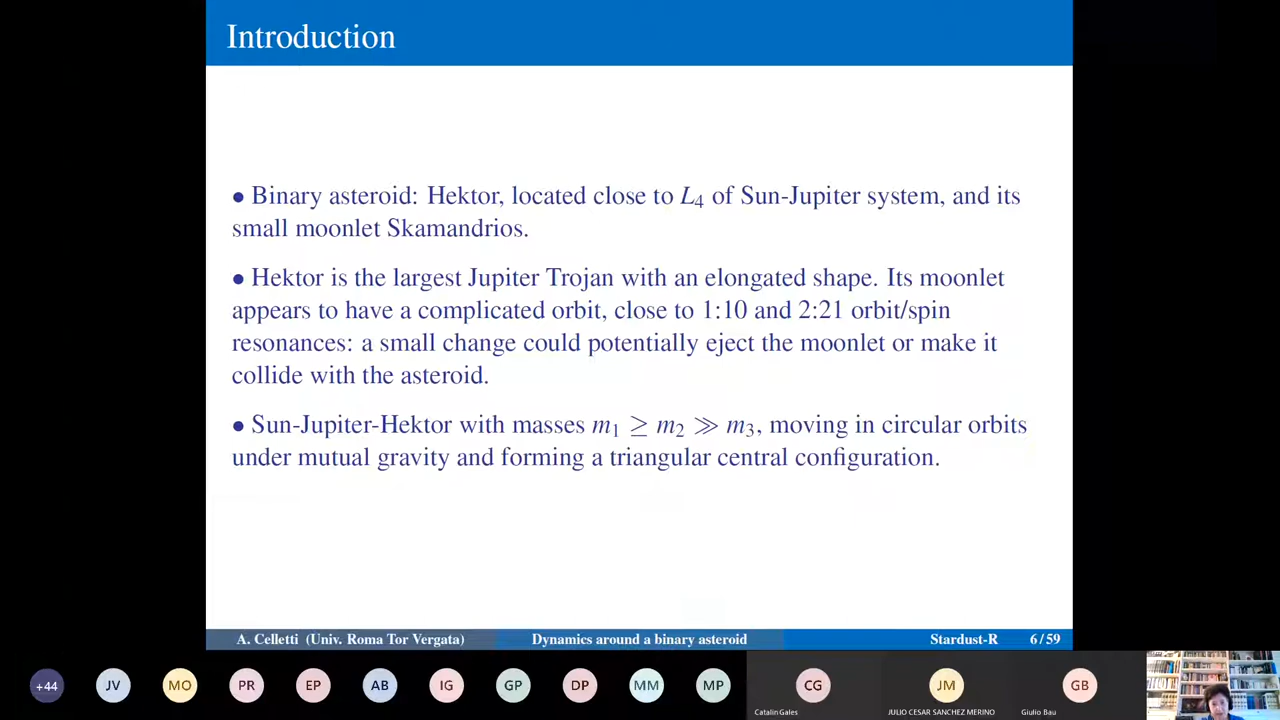 Introduction
• Binary asteroid: Hektor, located close to L4 of Sun-Jupiter system, and its
small moonlet Skamandrios.
• Hektor is the largest Jupiter Trojan with an elongated shape. Its moonlet
appears to have a complicated orbit, close to 1:10 and 2:21 orbit/spin
resonances: a small change could potentially eject the moonlet or make it
collide with the asteroid.
• Sun-Jupiter-Hektor with masses m1 ≥ m2 ≫ m3, moving in circular orbits
under mutual gravity and forming a triangular central configuration.
A. Celletti (Univ. Roma Tor Vergata) Dynamics around a binary asteroid Stardust-R 6 / 59
+44 JV MO PR EP AB IG GP DP MM MP CG JM GB
Catalin Gales JULIO CESAR SANCHEZ MERINO Giulio Bau